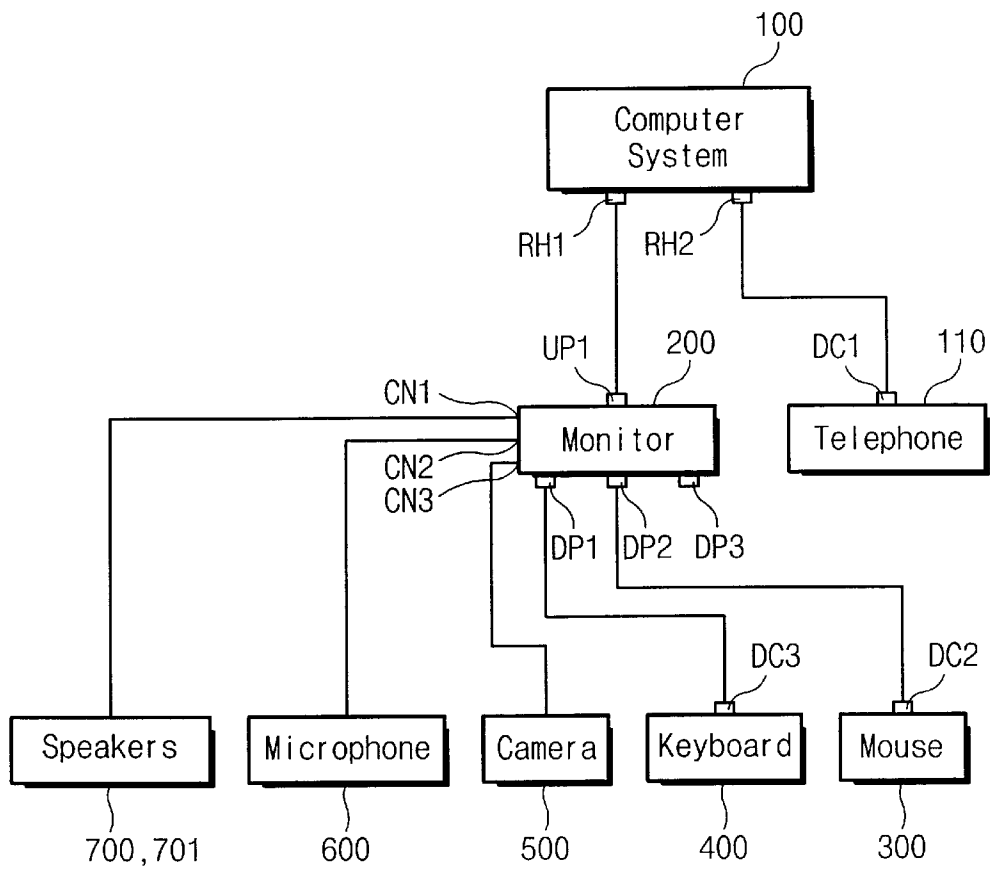 100
Computer
System
RH1
RH2
UP1
200
DC1
110
CN1
Monitor
Telephone
CN2
CN3
DP1
DP2
DP3
DC3
DC2
Speakers
Microphone
Camera
Keyboard
Mouse
700,701
600
500
400
300